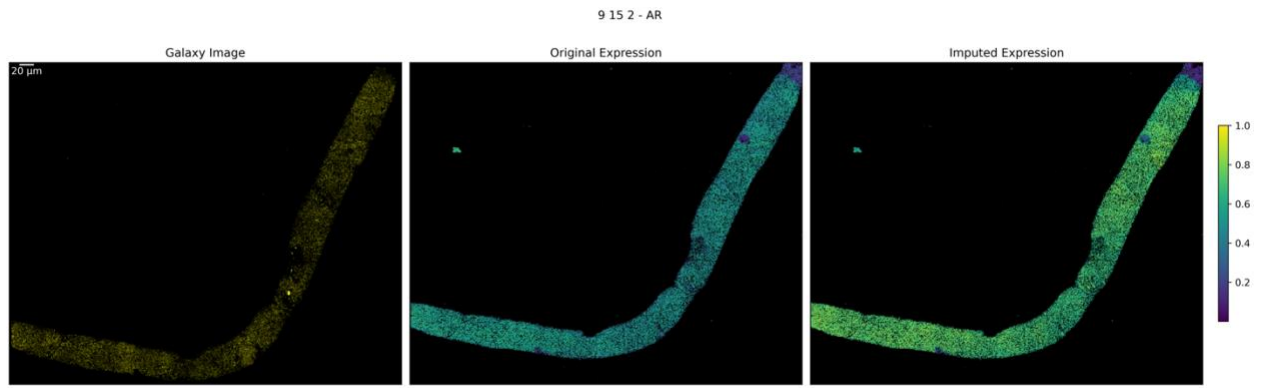 9 15 2 - AR
Galaxy Image
Original Expression
Imputed Expression
20 µm
1.0
0.8
0.6
0.4
0.2